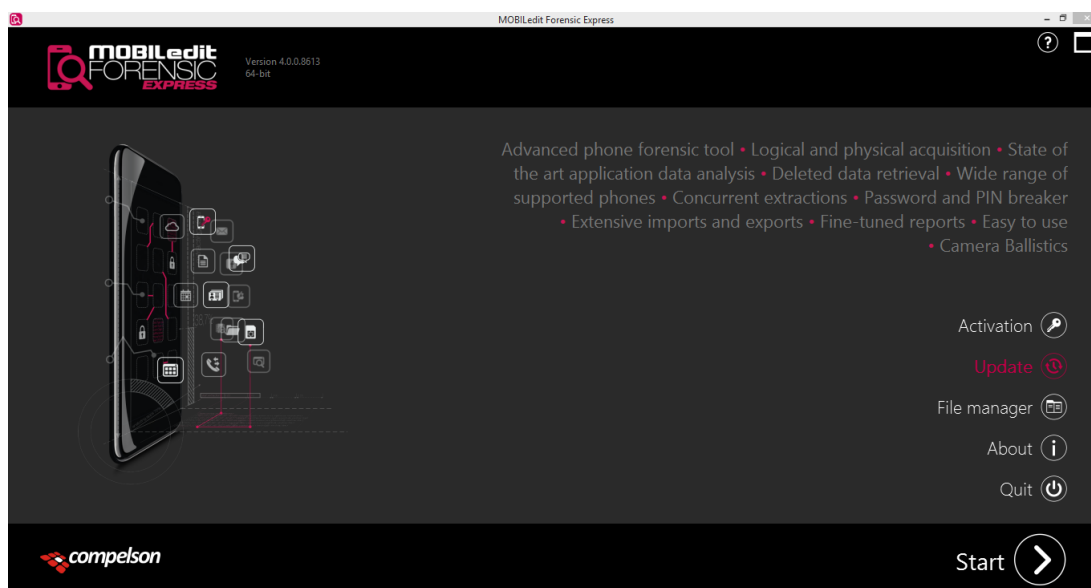 MOBILedit Forensic Express
MOBILedit
FORENSIC
EXPRESS
Version 4.0.0.8613
64-bit
?
Advanced phone forensic tool • Logical and physical acquisition • State of
the art application data analysis • Deleted data retrieval • Wide range of
supported phones • Concurrent extractions • Password and PIN breaker
• Extensive imports and exports • Fine-tuned reports • Easy to use
• Camera Ballistics
Activation
Update
File manager
About
Quit
compelson
Start